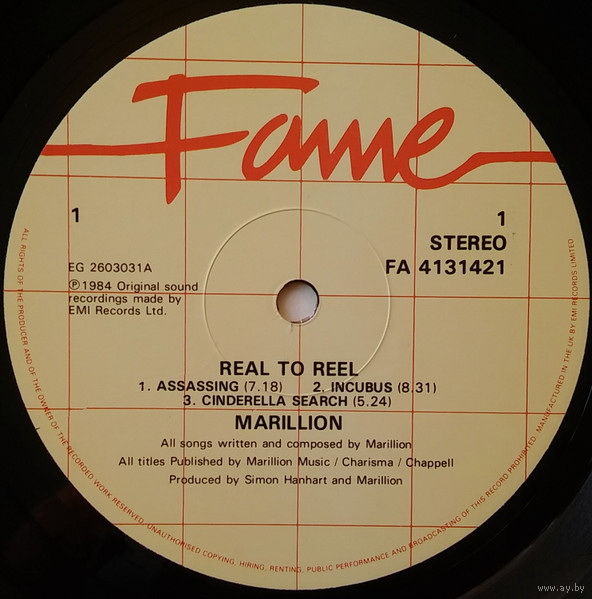 Fame
1
1
STEREO
FA 4131421
EG 2603031A
Ⓟ1984 Original sound
recordings made by
EMI Records Ltd.
REAL TO REEL
1. ASSASSING (7.18) 2. INCUBUS (8.31)
3. CINDERELLA SEARCH (5.24)
MARILLION
All songs written and composed by Marillion
All titles Published by Marillion Music / Charisma / Chappell
Produced by Simon Hanhart and Marillion
ALL RIGHTS OF THE PRODUCER AND OF THE OWNER OF THE RECORDED WORK RESERVED. UNAUTHORISED COPYING, HIRING, RENTING, PUBLIC PERFORMANCE AND BROADCASTING OF THIS RECORD PROHIBITED. MANUFACTURED IN THE UK BY EMI RECORDS LIMITED
www.ay.by